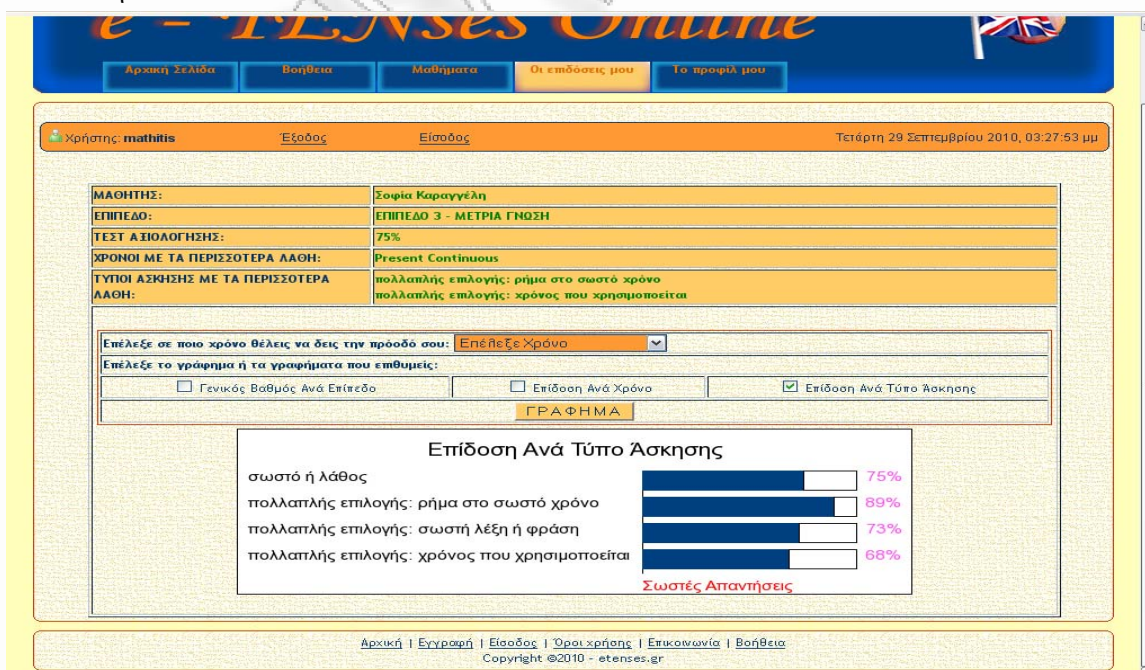 e - TENses Online
Αρχική Σελίδα Βοήθεια Μαθήματα Οι επιδόσεις μου Το προφίλ μου
Χρήστης: mathitis Έξοδος Είσοδος Τετάρτη 29 Σεπτεμβρίου 2010, 03:27:53 μμ
ΜΑΘΗΤΗΣ: Σοφία Καραγγέλη
ΕΠΙΠΕΔΟ: ΕΠΙΠΕΔΟ 3 - ΜΕΤΡΙΑ ΓΝΩΣΗ
ΤΕΣΤ ΑΞΙΟΛΟΓΗΣΗΣ: 75%
ΧΡΟΝΟΙ ΜΕ ΤΑ ΠΕΡΙΣΣΟΤΕΡΑ ΛΑΘΗ: Present Continuous
ΤΥΠΟΙ ΑΣΚΗΣΗΣ ΜΕ ΤΑ ΠΕΡΙΣΣΟΤΕΡΑ ΛΑΘΗ: πολλαπλής επιλογής: ρήμα στο σωστό χρόνο
πολλαπλής επιλογής: χρόνος που χρησιμοποείται
Επέλεξε σε ποιο χρόνο θέλεις να δεις την πρόοδό σου: Επέλεξε Χρόνο
Επέλεξε το γράφημα ή τα γραφήματα που επιθυμείς:
Γενικός Βαθμός Ανά Επίπεδο Επίδοση Ανά Χρόνο Επίδοση Ανά Τύπο Άσκησης
ΓΡΑΦΗΜΑ
Επίδοση Ανά Τύπο Άσκησης
σωστό ή λάθος 75%
πολλαπλής επιλογής: ρήμα στο σωστό χρόνο 89%
πολλαπλής επιλογής: σωστή λέξη ή φράση 73%
πολλαπλής επιλογής: χρόνος που χρησιμοποείται 68%
Σωστές Απαντήσεις
Αρχική | Εγγραφή | Είσοδος | Όροι χρήσης | Επικοινωνία | Βοήθεια
Copyright ©2010 - etenses.gr